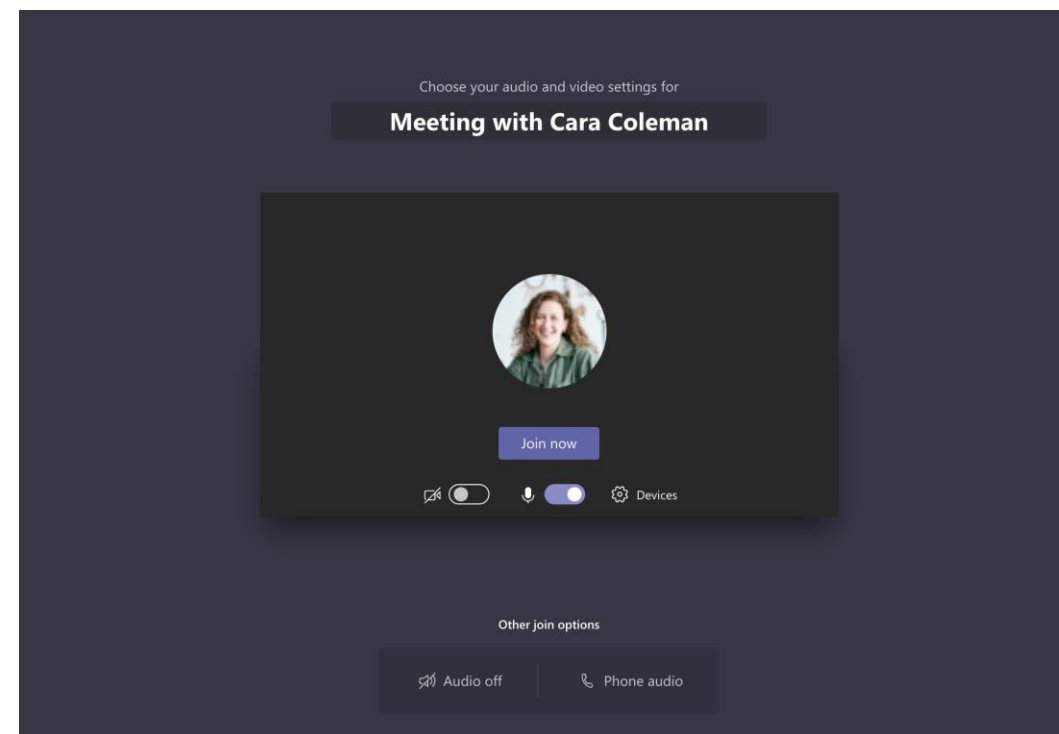 Choose your audio and video settings for
Meeting with Cara Coleman
Join now
Devices
Other join options
Audio off
Phone audio